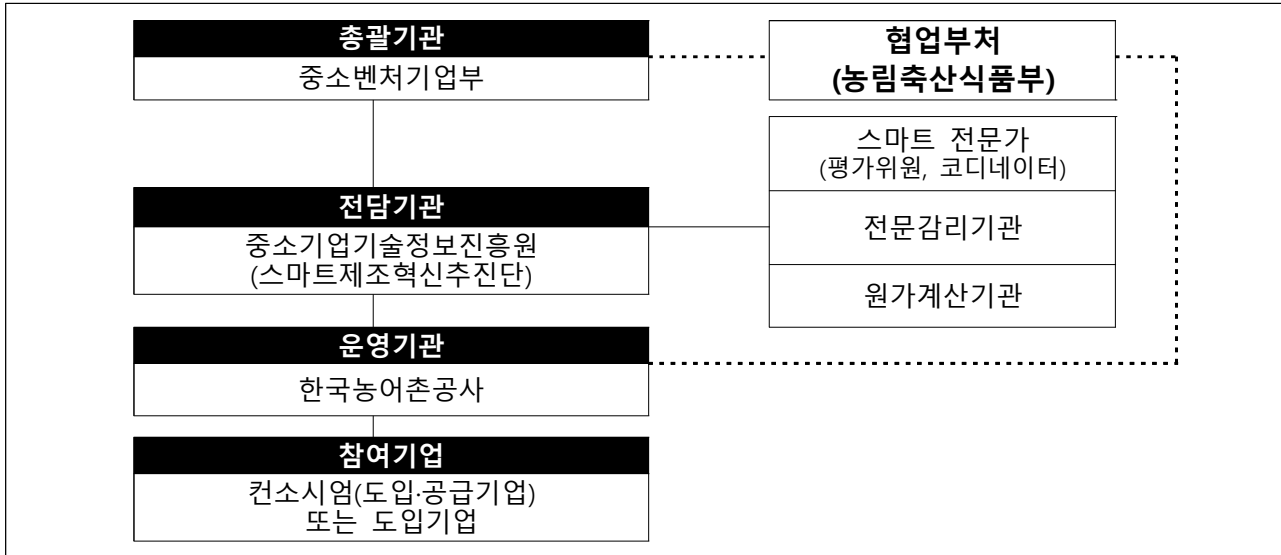 총괄기관
중소벤처기업부
협업부처
(농림축산식품부)
스마트 전문가
(평가위원, 코디네이터)
전문감리기관
원가계산기관
전담기관
중소기업기술정보진흥원
(스마트제조혁신추진단)
운영기관
한국농어촌공사
참여기업
컨소시엄(도입·공급기업)
또는 도입기업